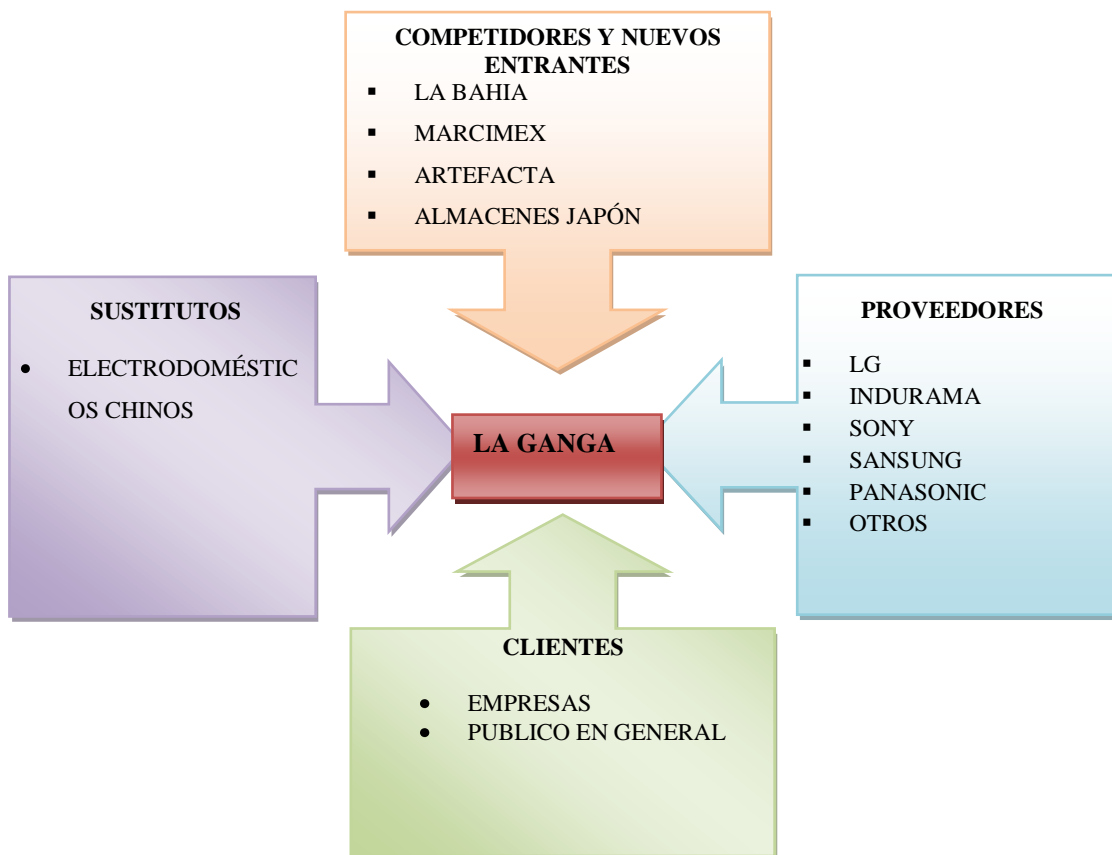 COMPETIDORES Y NUEVOS
ENTRANTES
▪ LA BAHIA
▪ MARCIMEX
▪ ARTEFACTA
▪ ALMACENES JAPÓN
SUSTITUTOS
• ELECTRODOMÉSTIC
OS CHINOS
LA GANGA
PROVEEDORES
▪ LG
▪ INDURAMA
▪ SONY
▪ SANSUNG
▪ PANASONIC
▪ OTROS
CLIENTES
• EMPRESAS
• PUBLICO EN GENERAL